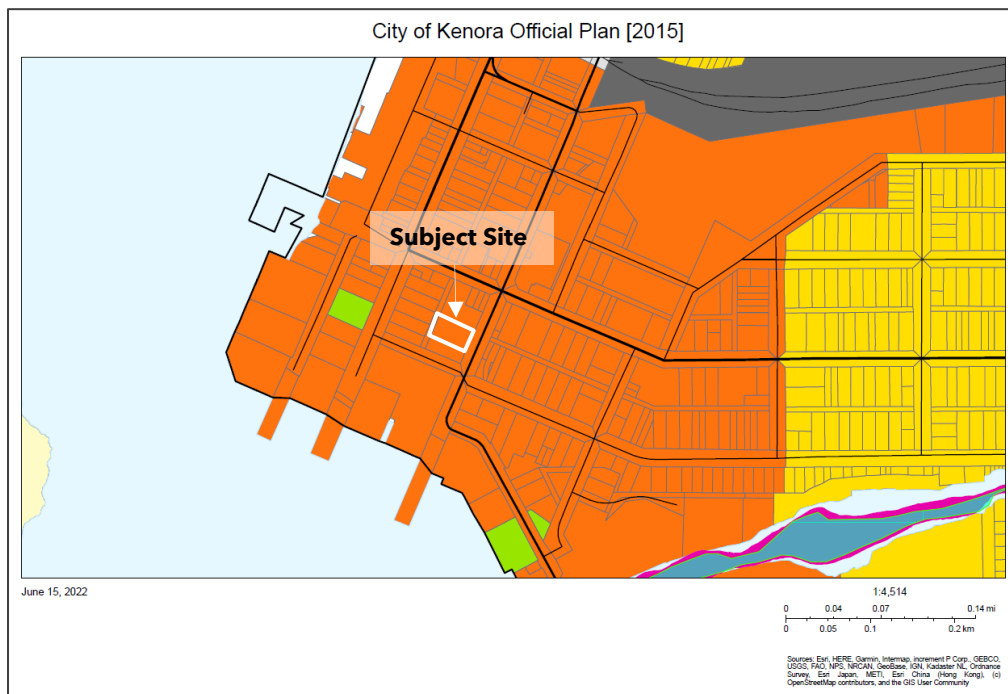 City of Kenora Official Plan [2015]
Subject Site
June 15, 2022
1:4,514
0 0.04 0.07 0.14 mi
0 0.05 0.1 0.2 km
Sources: Esri, HERE, Garmin, Intermap, increment P Corp., GEBCO,
USGS, FAO, NPS, NRCAN, GeoBase, IGN, Kadaster NL, Ordnance
Survey, Esri Japan, METI, Esri China (Hong Kong), (c)
OpenStreetMap contributors, and the GIS User Community